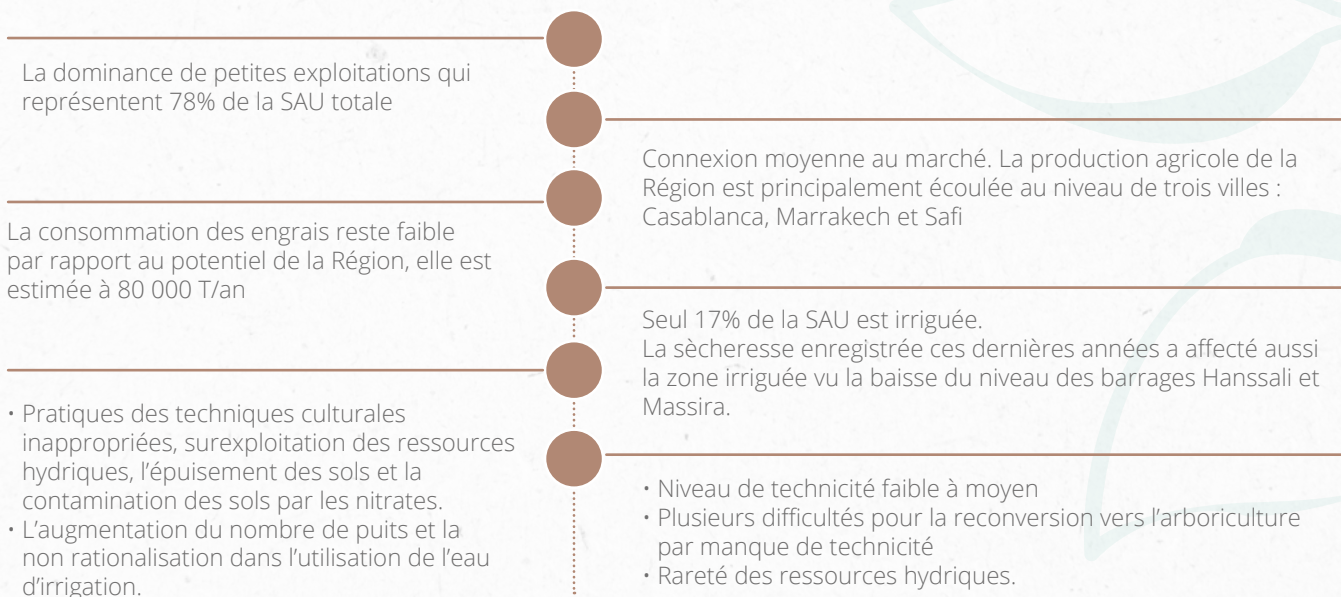 La dominance de petites exploitations qui
représentent 78% de la SAU totale
Connexion moyenne au marché. La production agricole de la
Région est principalement écoulée au niveau de trois villes :
Casablanca, Marrakech et Safi
La consommation des engrais reste faible
par rapport au potentiel de la Région, elle est
estimée à 80 000 T/an
Seul 17% de la SAU est irriguée.
La sècheresse enregistrée ces dernières années a affecté aussi
la zone irriguée vu la baisse du niveau des barrages Hanssali et
Massira.
• Pratiques des techniques culturales
inappropriées, surexploitation des ressources
hydriques, l’épuisement des sols et la
contamination des sols par les nitrates.
• L’augmentation du nombre de puits et la
non rationalisation dans l’utilisation de l’eau
d’irrigation.
• Niveau de technicité faible à moyen
• Plusieurs difficultés pour la reconversion vers l’arboriculture
par manque de technicité
• Rareté des ressources hydriques.